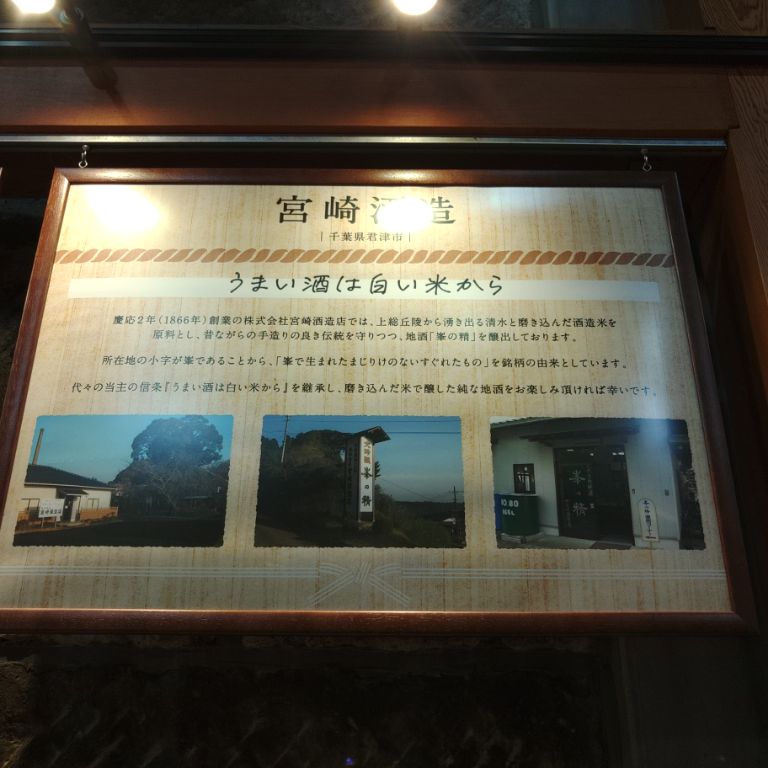 宮崎酒造
|千葉県君津市|
うまい酒は白い米から
慶応2年(1866年)創業の株式会社宮崎酒造店では、上総丘陵から湧き出る清水と磨き込んだ酒造米を
原料とし、昔ながらの手造りの良き伝統を守りつつ、地酒「峯の精」を醸出しております。
所在地の小字が峯であることから、「峯で生まれたまじりけのないすぐれたもの」を銘柄の由来としています。
代々の当主の信条『うまい酒は白い米から』を継承し、磨き込んだ米で醸した純な地酒をお楽しみ頂ければ幸いです。
大吟醸
峯の精
峯の精